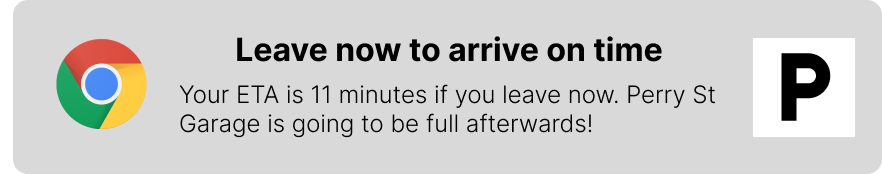 Leave now to arrive on time
Your ETA is 11 minutes if you leave now. Perry St
Garage is going to be full afterwards!
P